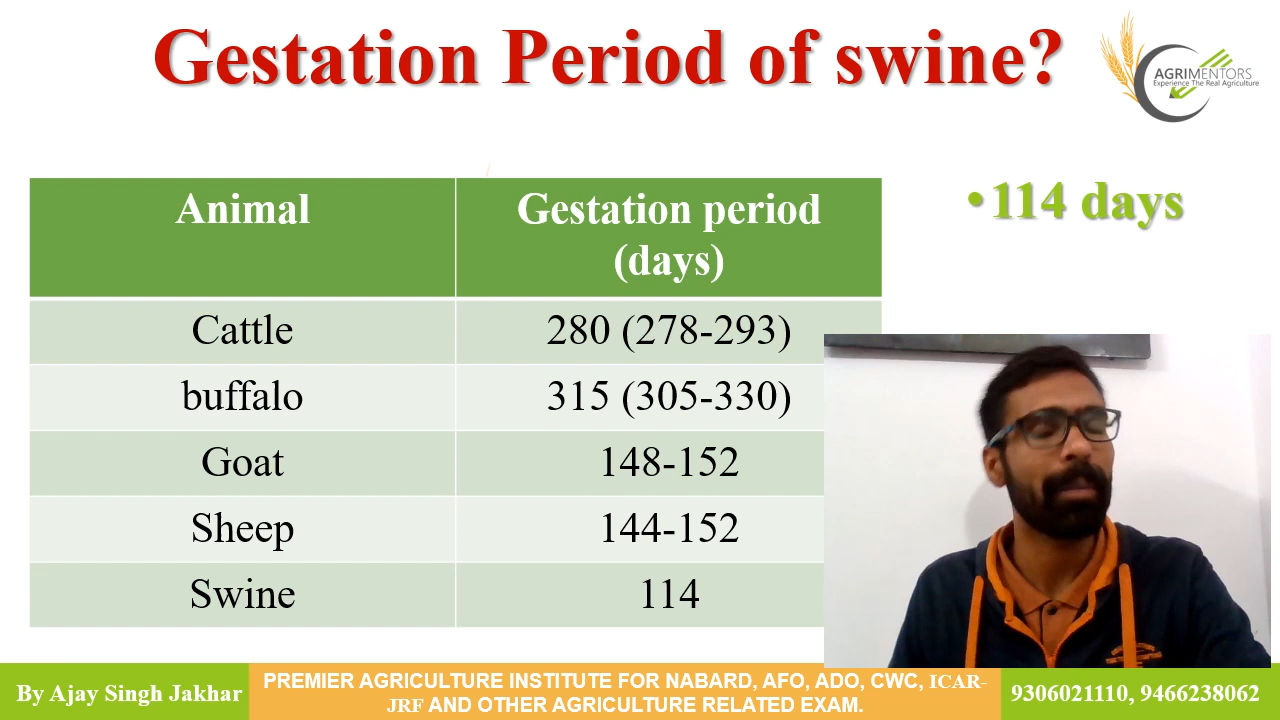 Gestation Period of swine?
AGRIMENTORS
Experience The Real Agriculture
Animal
Gestation period
(days)
Cattle
280 (278-293)
buffalo
315 (305-330)
Goat
148-152
Sheep
144-152
Swine
114
•114 days
By Ajay Singh Jakhar
PREMIER AGRICULTURE INSTITUTE FOR NABARD, AFO, ADO, CWC, ICAR-
JRF AND OTHER AGRICULTURE RELATED EXAM.
9306021110, 9466238062